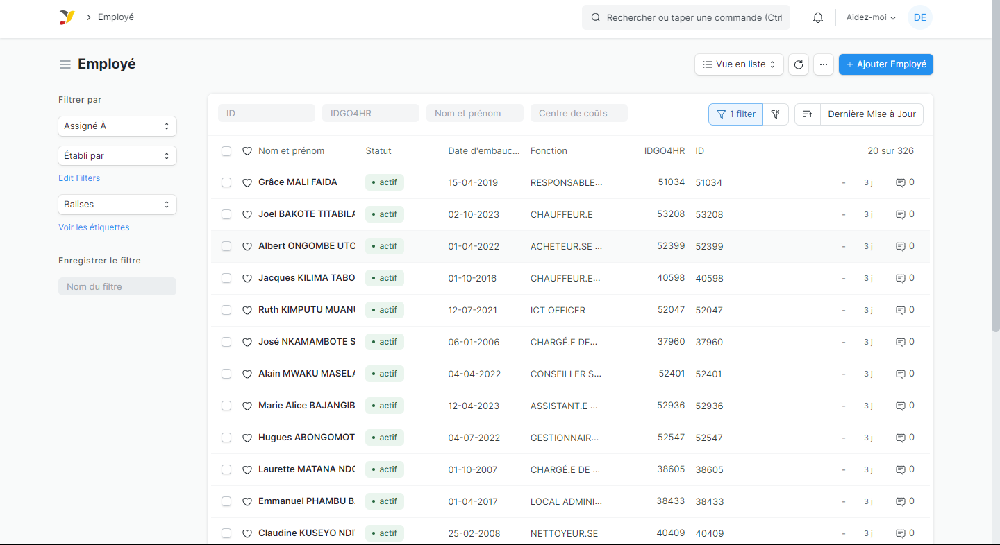 Employé
Rechercher ou taper une commande (Ctrl
Aidez-moi
DE
Employé
Vue en liste
Ajouter Employé
Filtrer par
Assigné À
Établi par
Edit Filters
Balises
Voir les étiquettes
Enregistrer le filtre
Nom du filtre
ID IDGO4HR Nom et prénom Centre de coûts 1 filter Dernière Mise à Jour
Nom et prénom Statut Date d'embauc... Fonction IDGO4HR ID 20 sur 326
Grâce MALI FAIDA actif 15-04-2019 RESPONSABLE... 51034 51034 - 3 j 0
Joel BAKOTE TITABILA actif 02-10-2023 CHAUFFEUR.E 53208 53208 - 3 j 0
Albert ONGOMBE UTO actif 01-04-2022 ACHETEUR.SE ... 52399 52399 - 3 j 0
Jacques KILIMA TABO actif 01-10-2016 CHAUFFEUR.E... 40598 40598 - 3 j 0
Ruth KIMPUTU MUAN actif 12-07-2021 ICT OFFICER 52047 52047 - 3 j 0
José NKAMAMBOTE S actif 06-01-2006 CHARGÉ.E DE... 37960 37960 - 3 j 0
Alain MWAKU MASELA actif 04-04-2022 CONSEILLER S... 52401 52401 - 3 j 0
Marie Alice BAJANGIB actif 12-04-2023 ASSISTANT.E ... 52936 52936 - 3 j 0
Hugues ABONGOMOT actif 04-07-2022 GESTIONNAIR... 52547 52547 - 3 j 0
Laurette MATANA NDO actif 01-10-2007 CHARGÉ.E DE ... 38605 38605 - 3 j 0
Emmanuel PHAMBU B actif 01-04-2017 LOCAL ADMINI... 38433 38433 - 3 j 0
Claudine KUSEYO NDI actif 25-02-2008 NETTOYEUR.SE 40409 40409 - 3 j 0